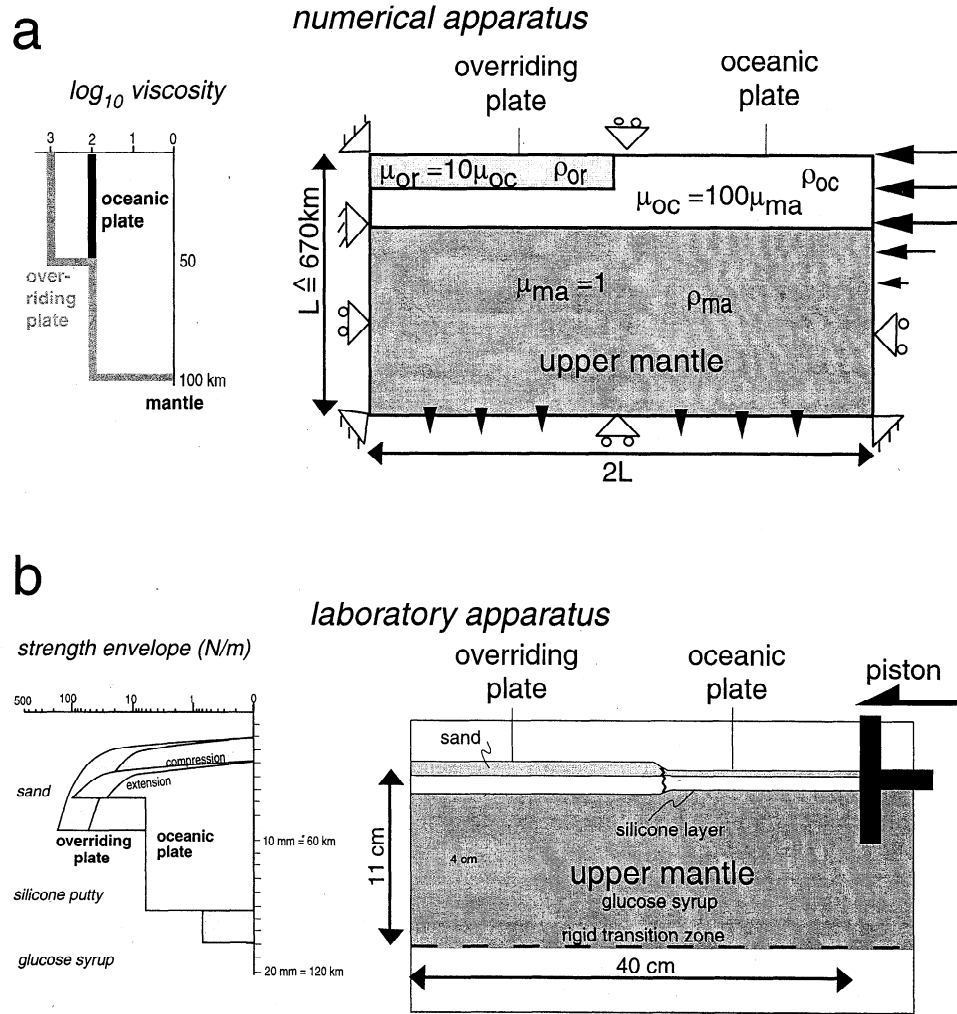 a
numerical apparatus
log10 viscosity
3 2 1 0
oceanic
plate
50
over-
riding
plate
100 km
mantle
overriding
plate
oceanic
plate
μor =10μoc
ρor
ρoc
μoc =100μma
L ≙ 670km
μma =1
ρma
upper mantle
2L
b
laboratory apparatus
strength envelope (N/m)
500 100 10 1 0
compression
extension
sand
overriding
plate
oceanic
plate
10 mm = 60 km
silicone putty
glucose syrup
20 mm = 120 km
overriding
plate
oceanic
plate
piston
sand
silicone layer
11 cm
4 cm
upper mantle
glucose syrup
rigid transition zone
40 cm